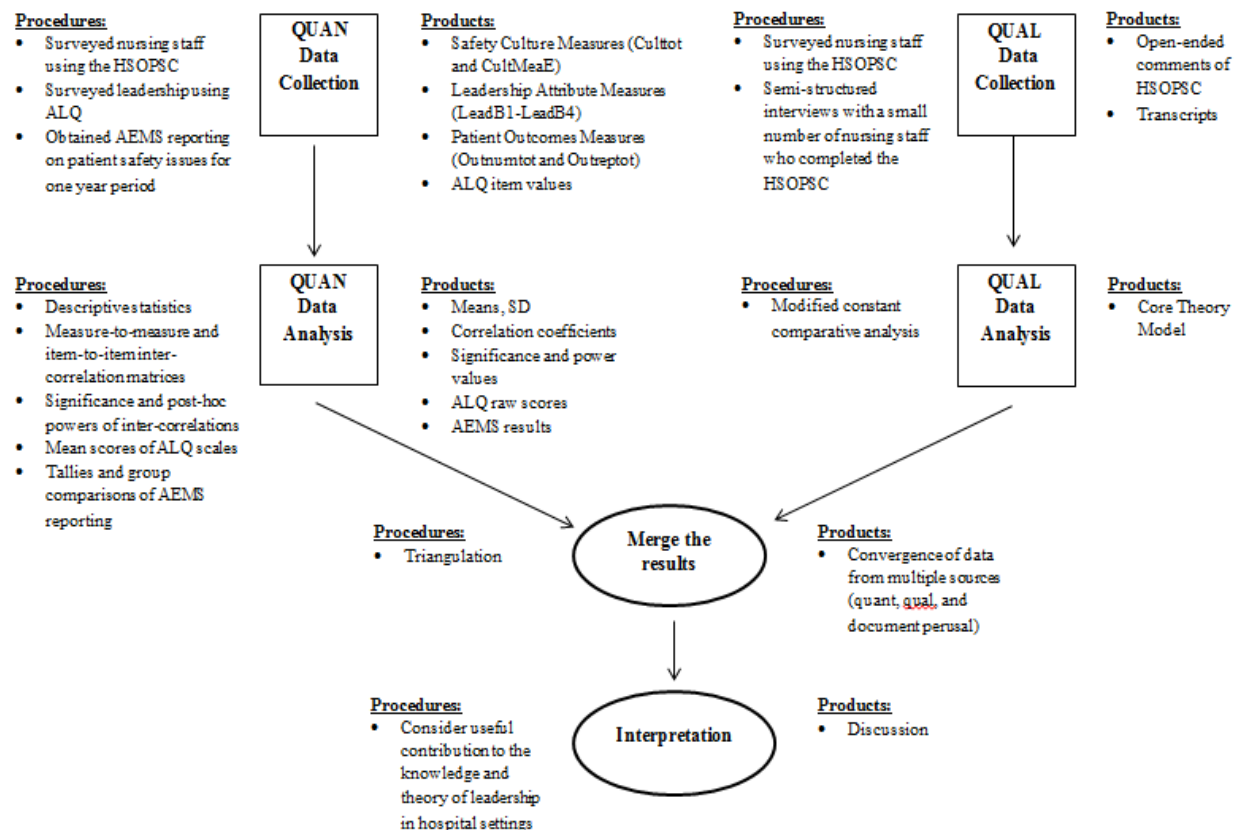 Procedures:
• Surveyed nursing staff
using the HSOPSC
• Surveyed leadership using
ALQ
• Obtained AEMS reporting
on patient safety issues for
one year period
QUAN
Data
Collection
Products:
• Safety Culture Measures (Culttot
and CultMeaE)
• Leadership Attribute Measures
(LeadB1-LeadB4)
• Patient Outcomes Measures
(Outnumtot and Outreptot)
• ALQ item values
Procedures:
• Surveyed nursing staff
using the HSOPSC
• Semi-structured
interviews with a small
number of nursing staff
who completed the
HSOPSC
QUAL
Data
Collection
Products:
• Open-ended
comments of
HSOPSC
• Transcripts
Procedures:
• Descriptive statistics
• Measure-to-measure and
item-to-item inter-
correlation matrices
• Significance and post-hoc
powers of inter-correlations
• Mean scores of ALQ scales
• Tallies and group
comparisons of AEMS
reporting
QUAN
Data
Analysis
Products:
• Means, SD
• Correlation coefficients
• Significance and power
values
• ALQ raw scores
• AEMS results
Procedures:
• Modified constant
comparative analysis
QUAL
Data
Analysis
Products:
• Core Theory
Model
Procedures:
• Triangulation
Merge the
results
Products:
• Convergence of data
from multiple sources
(quant, qual, and
document perusal)
Procedures:
• Consider useful
contribution to the
knowledge and
theory of leadership
in hospital settings
Interpretation
Products:
• Discussion